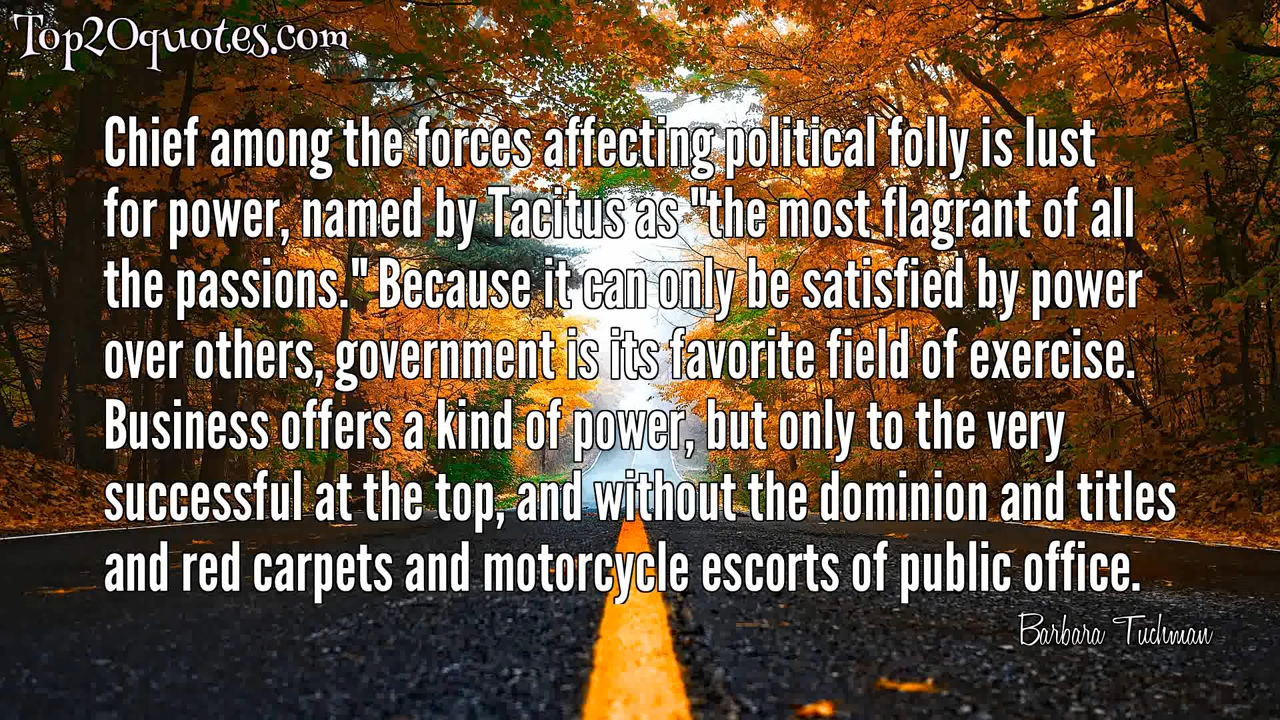 Top20quotes.com
Chief among the forces affecting political folly is lust
for power, named by Tacitus as "the most flagrant of all
the passions." Because it can only be satisfied by power
over others, government is its favorite field of exercise.
Business offers a kind of power, but only to the very
successful at the top, and without the dominion and titles
and red carpets and motorcycle escorts of public office.
Barbara Tuchman